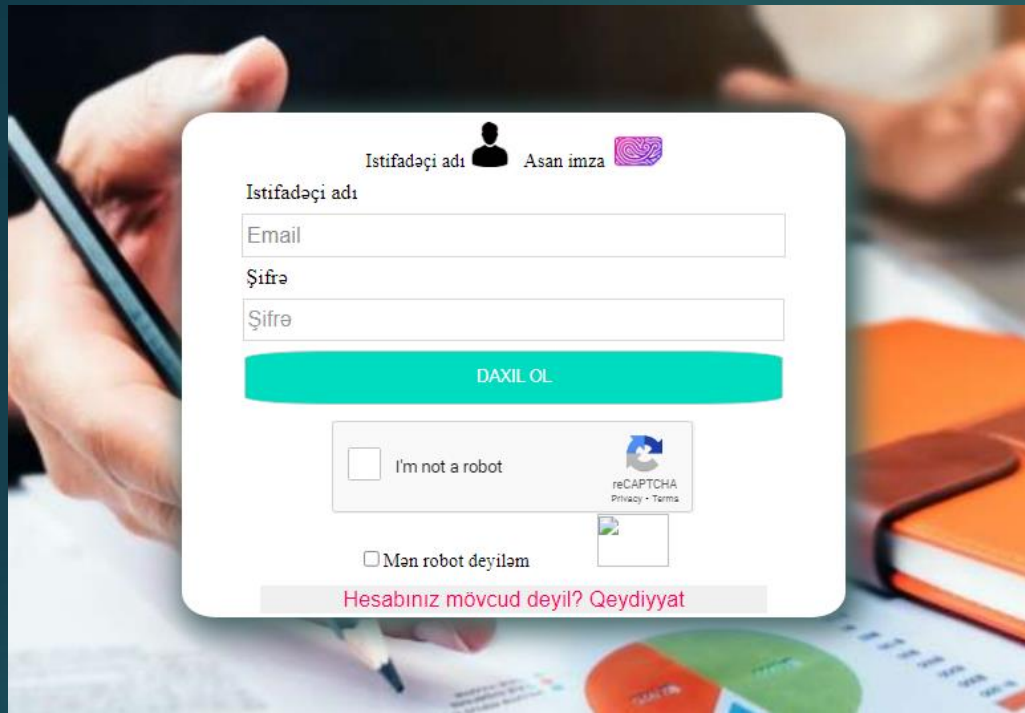 Istifadəçi adı Asan imza
Istifadəçi adı
Email
Şifrə
Şifrə
DAXIL OL
I'm not a robot
reCAPTCHA
Privacy - Terms
Mən robot deyiləm
Hesabınız mövcud deyil? Qeydiyyat